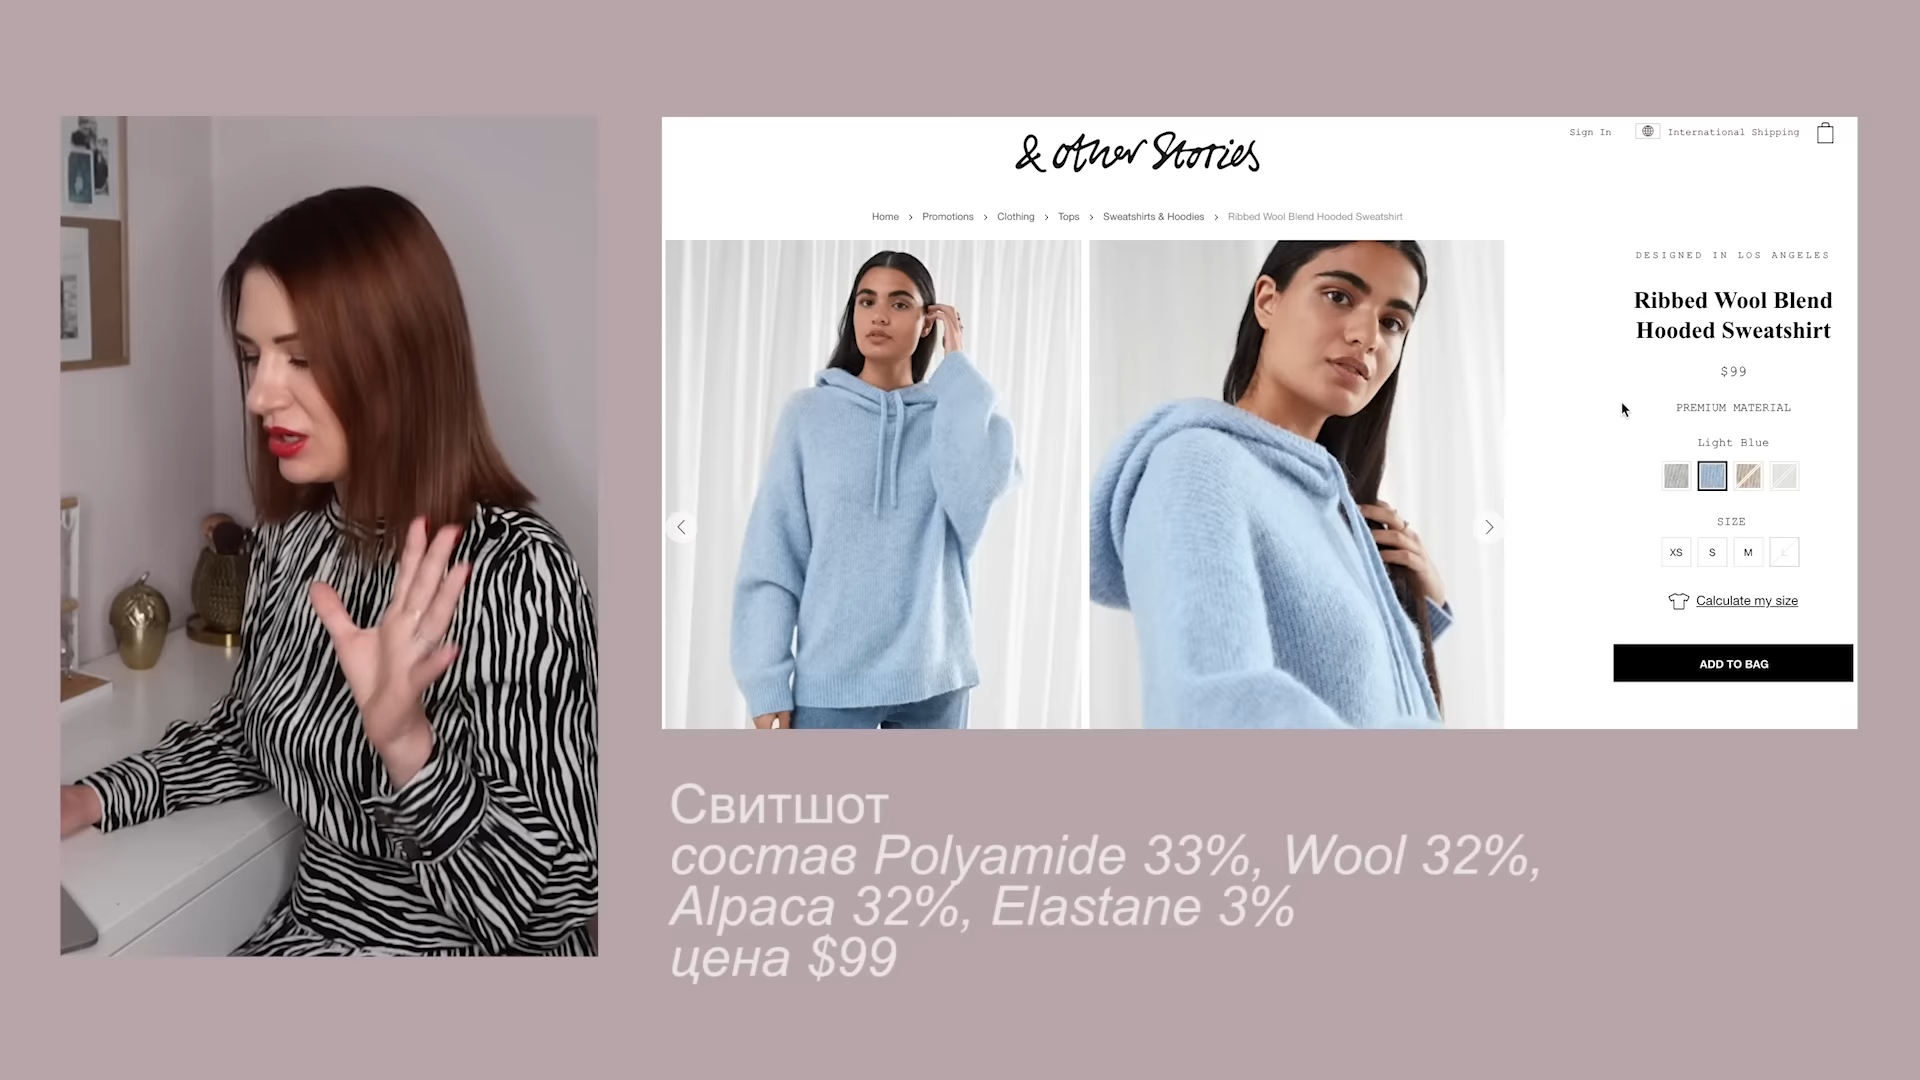 & other Stories
Sign In
International Shipping
Home > Promotions > Clothing > Tops > Sweatshirts & Hoodies > Ribbed Wool Blend Hooded Sweatshirt
DESIGNED IN LOS ANGELES
Ribbed Wool Blend
Hooded Sweatshirt
$99
PREMIUM MATERIAL
Light Blue
SIZE
XS S M L
Calculate my size
ADD TO BAG
Свитшот
состав Polyamide 33%, Wool 32%,
Alpaca 32%, Elastane 3%
цена $99